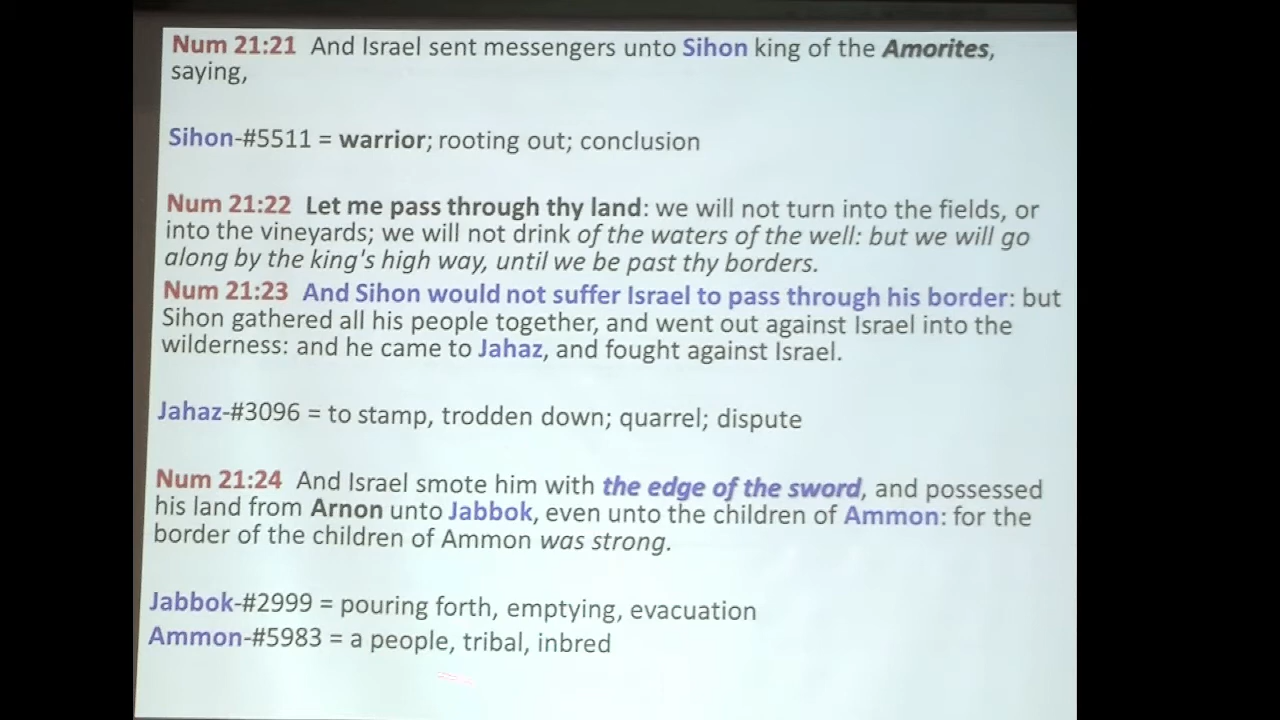 Num 21:21 And Israel sent messengers unto Sihon king of the Amorites,
saying,
Sihon-#5511 = warrior; rooting out; conclusion
Num 21:22 Let me pass through thy land: we will not turn into the fields, or
into the vineyards; we will not drink of the waters of the well: but we will go
along by the king's high way, until we be past thy borders.
Num 21:23 And Sihon would not suffer Israel to pass through his border: but
Sihon gathered all his people together, and went out against Israel into the
wilderness: and he came to Jahaz, and fought against Israel.
Jahaz-#3096 = to stamp, trodden down; quarrel; dispute
Num 21:24 And Israel smote him with the edge of the sword, and possessed
his land from Arnon unto Jabbok, even unto the children of Ammon: for the
border of the children of Ammon was strong.
Jabbok-#2999 = pouring forth, emptying, evacuation
Ammon-#5983 = a people, tribal, inbred